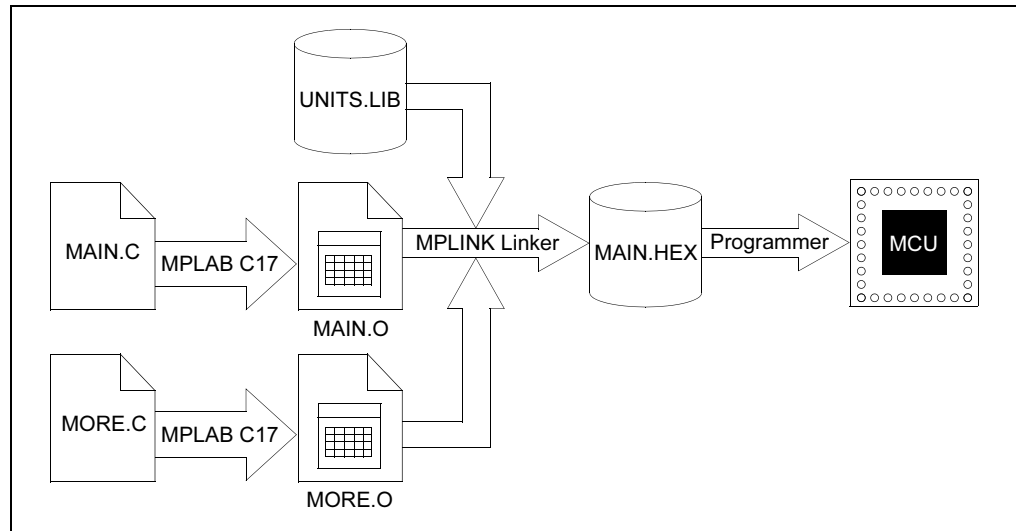 UNITS.LIB
MAIN.C
MPLAB C17
MAIN.O
MPLINK Linker
MAIN.HEX
Programmer
MCU
MORE.C
MPLAB C17
MORE.O